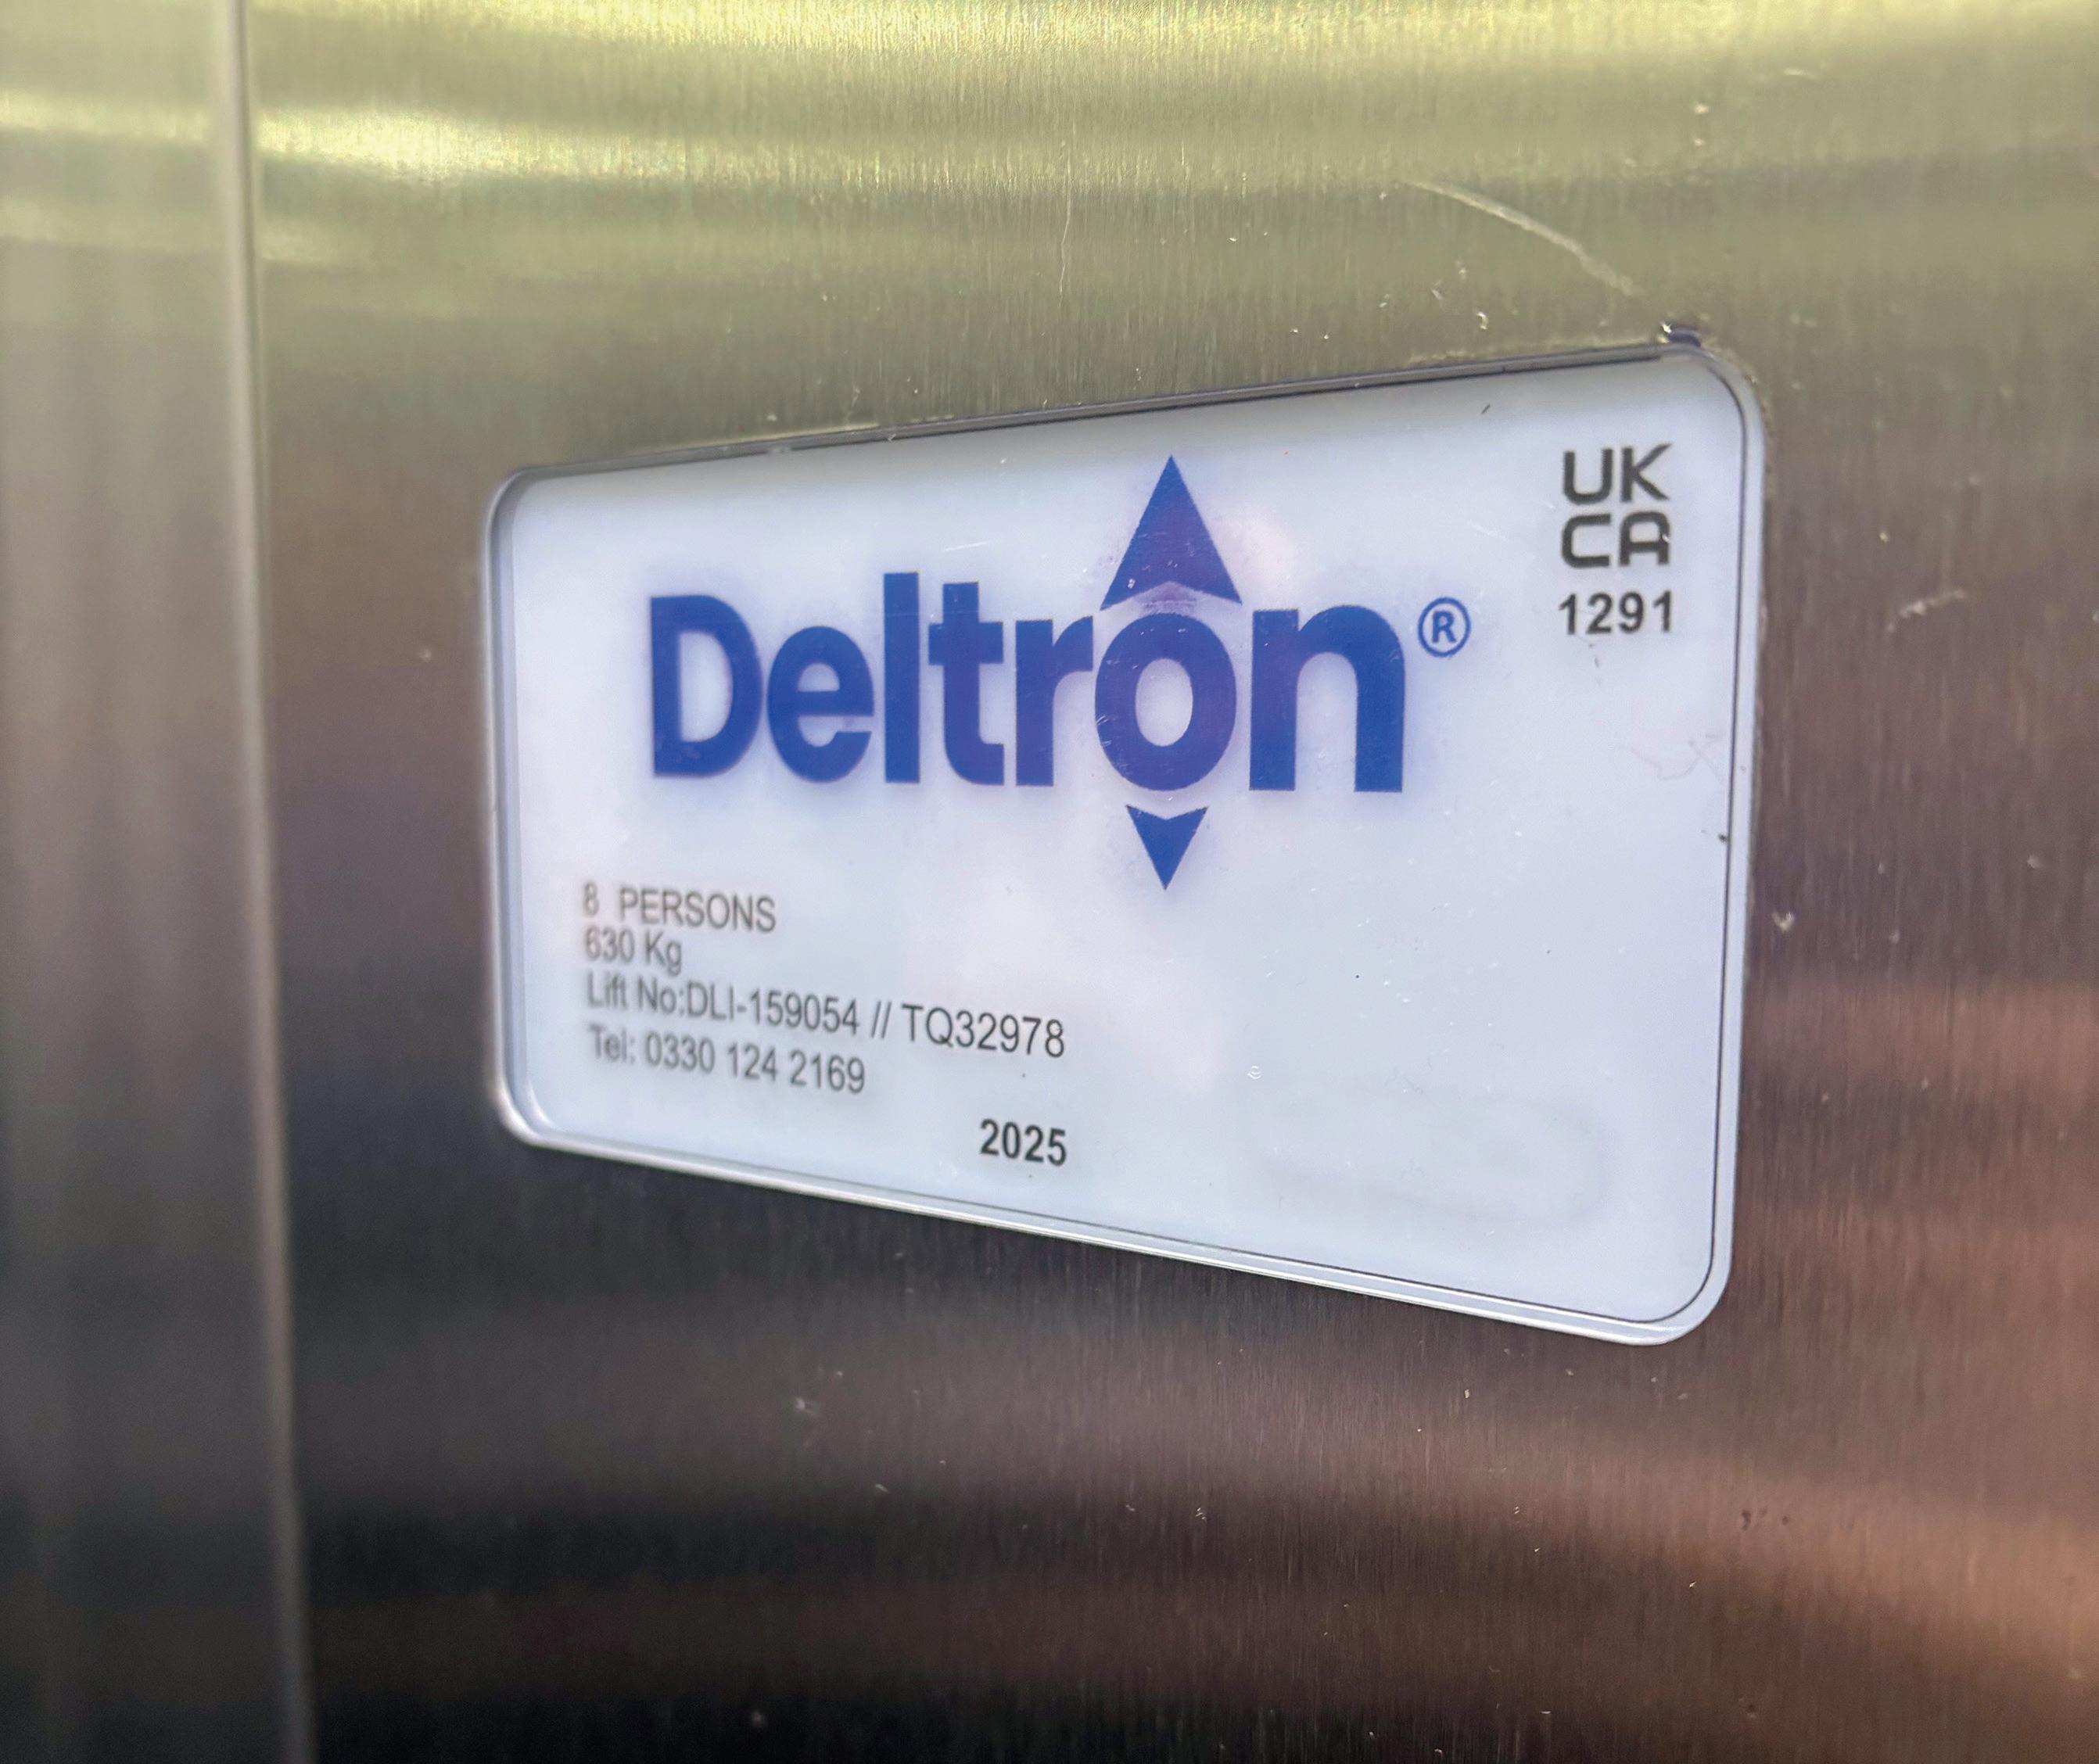 Deltron®
UK
CA
1291
8 PERSONS
630 Kg
Lift No:DLI-159054 // TQ32978
Tel: 0330 124 2169
2025